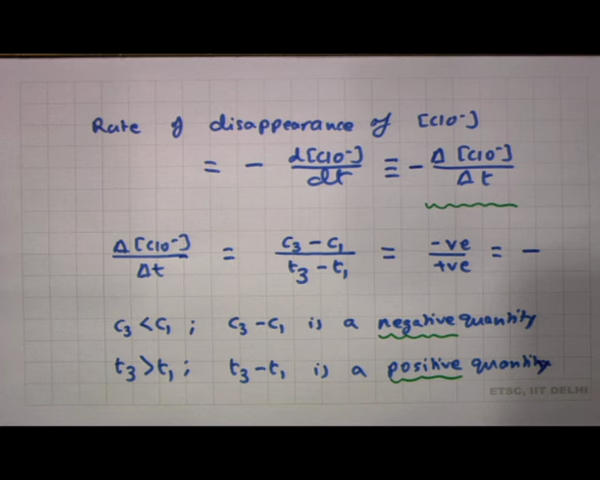 Rate of disappearance of [ClO⁻]
= - d[ClO⁻]/dt ≡ - Δ[ClO⁻]/Δt
Δ[ClO⁻]/Δt = c₃-c₁/t₃-t₁ = -ve/+ve = -
c₃<c₁; c₃-c₁ is a negative quantity
t₃>t₁; t₃-t₁ is a positive quantity
ETSC, IIT DELHI